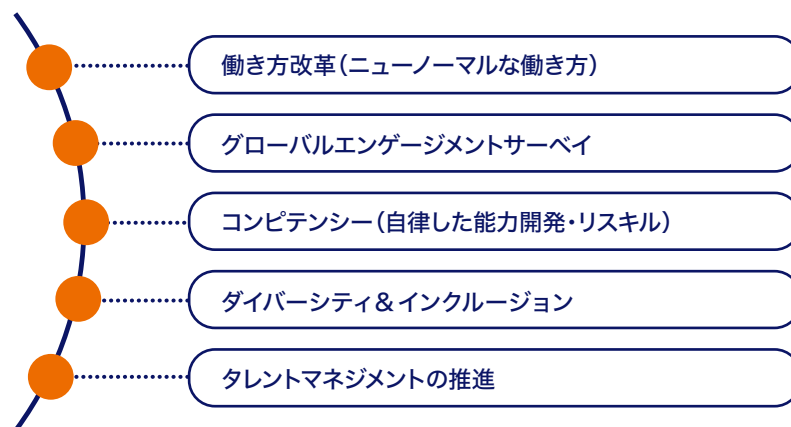 働き方改革（ニューノーマルな働き方）
グローバルエンゲージメントサーベイ
コンピテンシー（自律した能力開発・リスキル）
ダイバーシティ＆インクルージョン
タレントマネジメントの推進